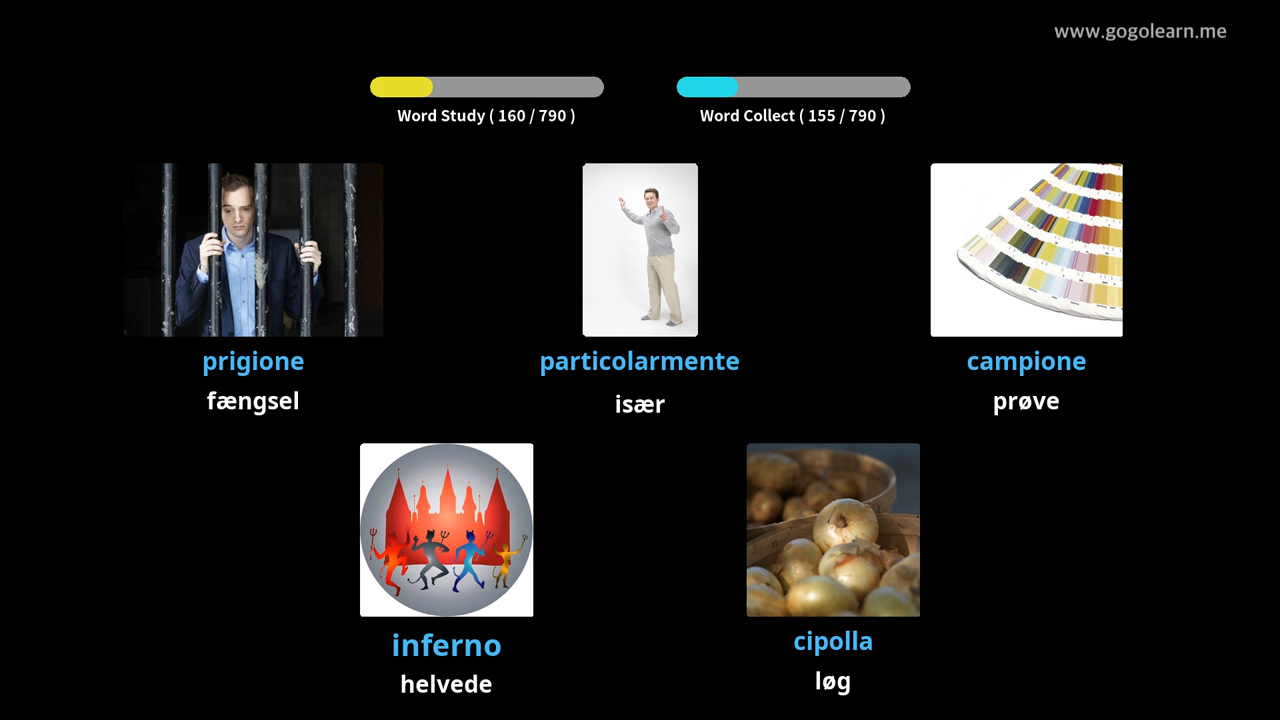 www.gogolearn.me
Word Study ( 160 / 790 )
Word Collect ( 155 / 790 )
prigione
fængsel
particolarmente
især
campione
prøve
inferno
helvede
cipolla
løg